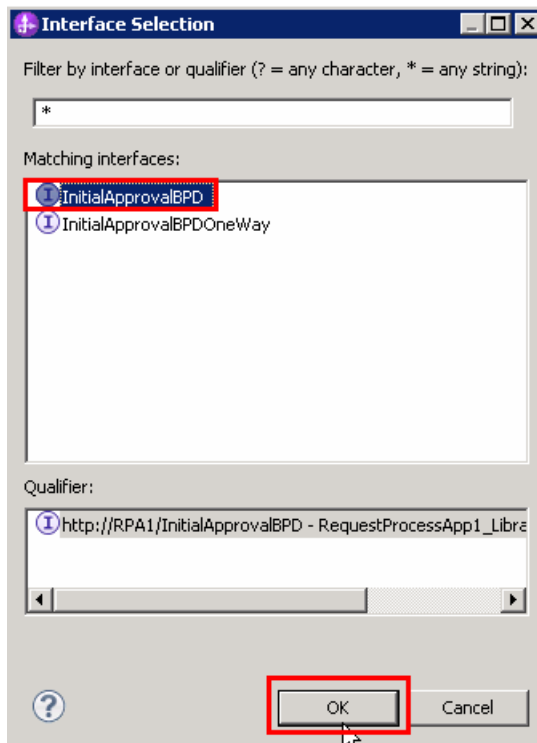 Interface Selection
Filter by interface or qualifier (? = any character, * = any string):
*
Matching interfaces:
InitialApprovalBPD
InitialApprovalBPDOneWay
Qualifier:
http://RPA1/InitialApprovalBPD - RequestProcessApp1_Libra
OK Cancel